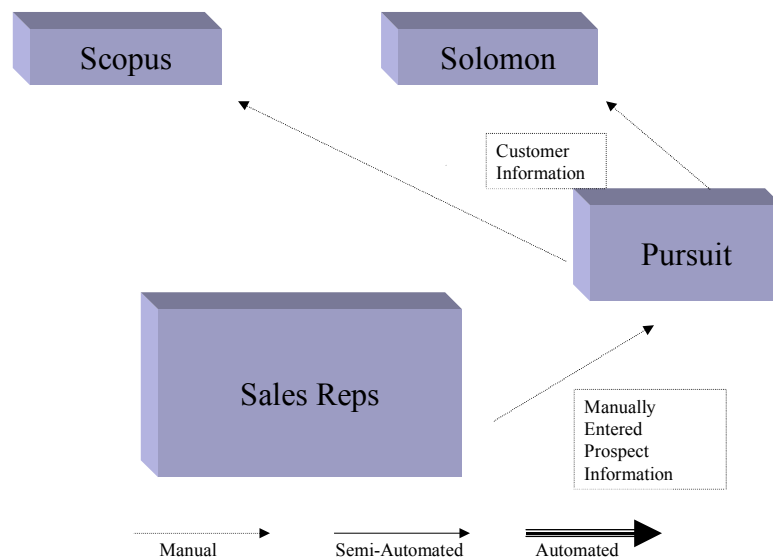 Scopus
Solomon
Customer
Information
Pursuit
Sales Reps
Manually
Entered
Prospect
Information
Manual
Semi-Automated
Automated